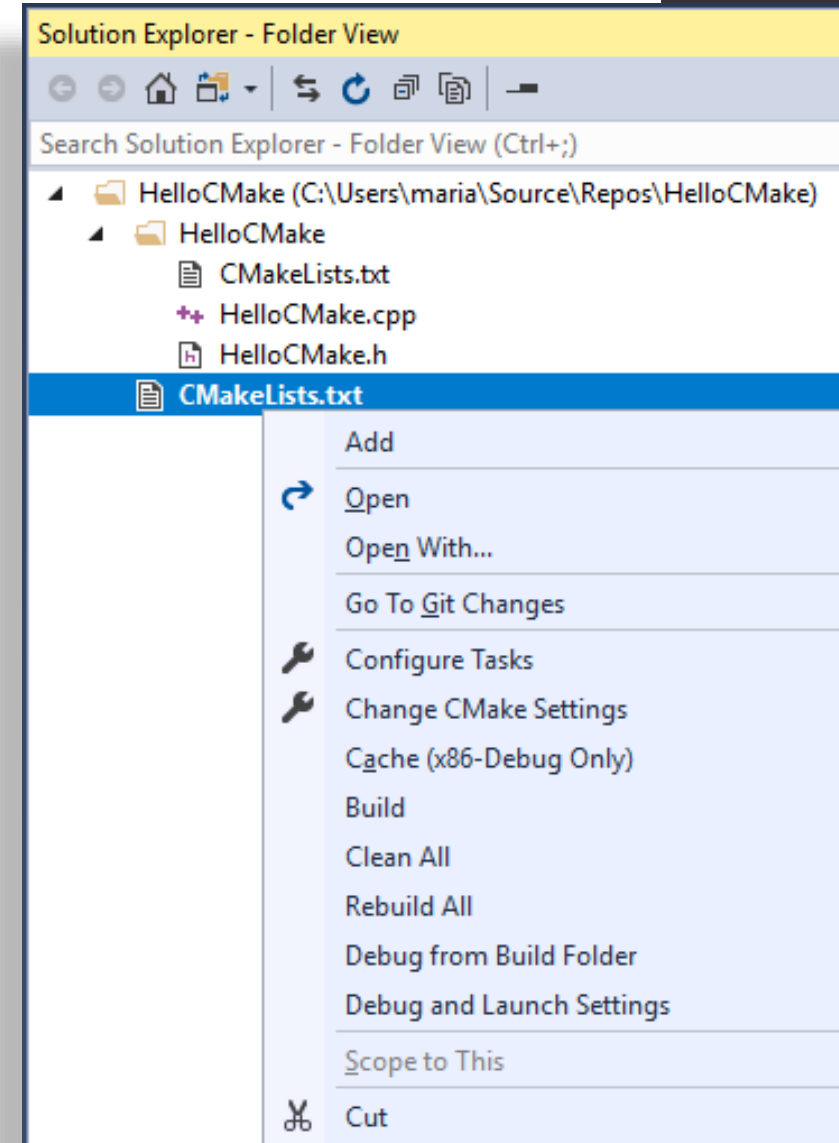 Solution Explorer - Folder View
Search Solution Explorer - Folder View (Ctrl+;)
HelloCMake (C:\Users\maria\Source\Repos\HelloCMake)
HelloCMake
CMakeLists.txt
++ HelloCMake.cpp
h HelloCMake.h
CMakeLists.txt
Add
Open
Open With...
Go To Git Changes
Configure Tasks
Change CMake Settings
Cache (x86-Debug Only)
Build
Clean All
Rebuild All
Debug from Build Folder
Debug and Launch Settings
Scope to This
Cut